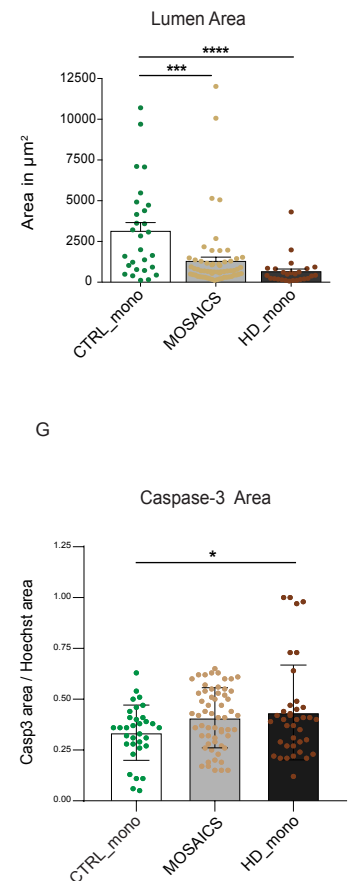 Lumen Area
****
***
12500
10000
7500
5000
2500
0
Area in µm²
CTRL_mono
MOSAICS
HD_mono
G
Caspase-3 Area
*
1.25
1.00
0.75
0.50
0.25
0.00
Casp3 area / Hoechst area
CTRL_mono
MOSAICS
HD_mono